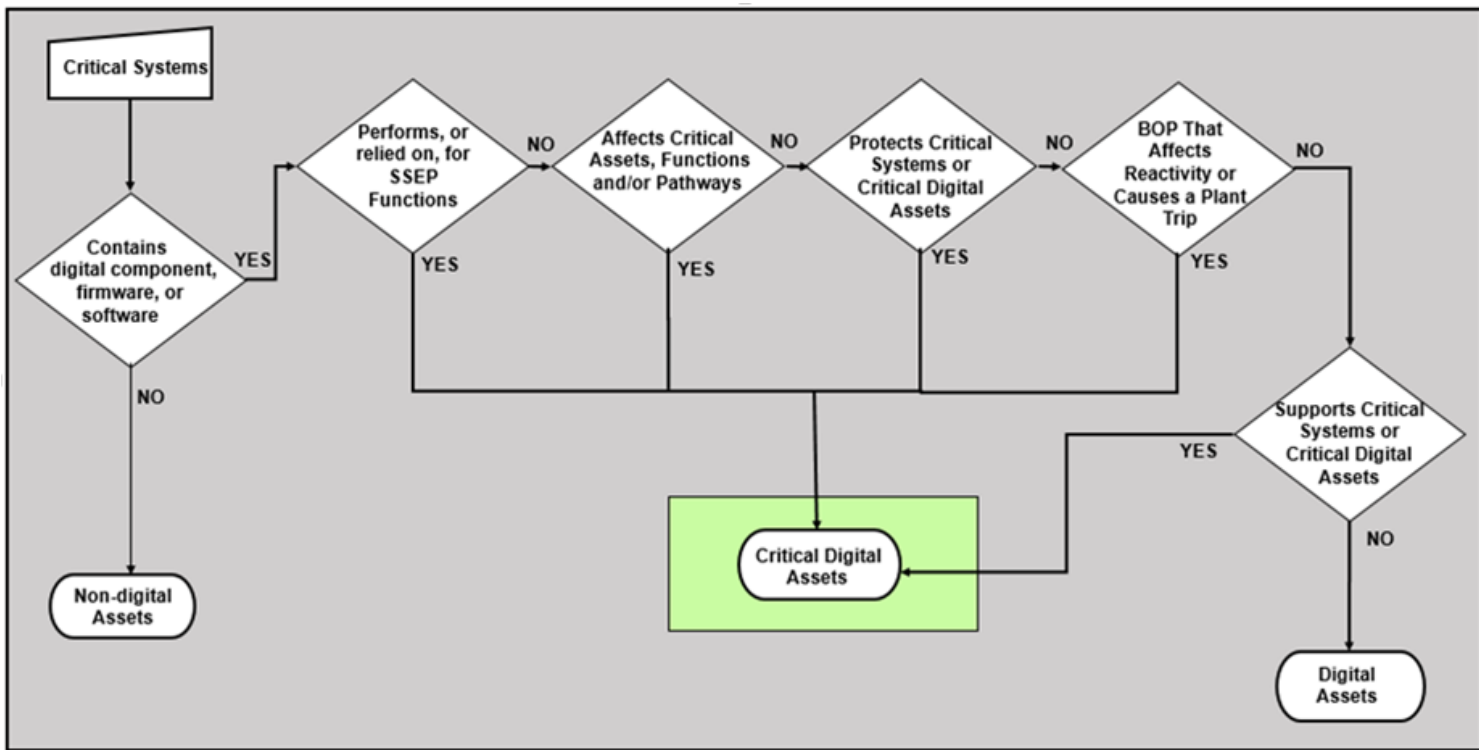 Critical Systems
Contains
digital component,
firmware, or
software
YES
NO
Non-digital
Assets
Performs, or
relied on, for
SSEP
Functions
NO
YES
Affects Critical
Assets, Functions
and/or Pathways
NO
YES
Protects Critical
Systems or
Critical Digital
Assets
NO
YES
BOP That
Affects
Reactivity or
Causes a Plant
Trip
NO
YES
Supports Critical
Systems or
Critical Digital
Assets
YES
NO
Critical Digital
Assets
Digital
Assets